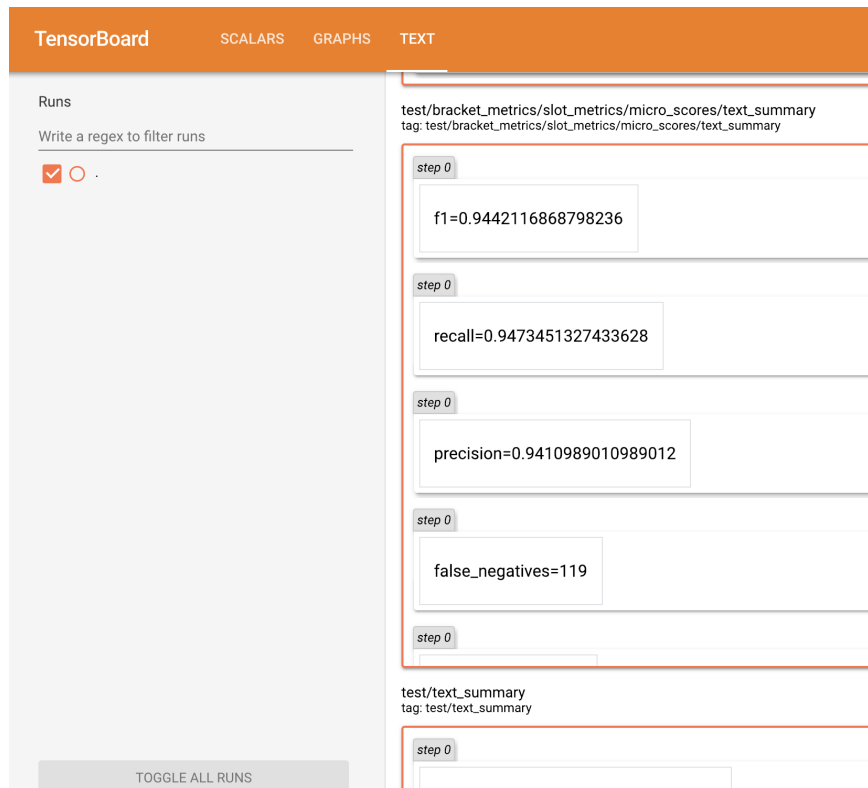 TensorBoard
SCALARS
GRAPHS
TEXT
Runs
Write a regex to filter runs
.
TOGGLE ALL RUNS
test/bracket_metrics/slot_metrics/micro_scores/text_summary
tag: test/bracket_metrics/slot_metrics/micro_scores/text_summary
step 0
f1=0.9442116868798236
step 0
recall=0.9473451327433628
step 0
precision=0.9410989010989012
step 0
false_negatives=119
step 0
test/text_summary
tag: test/text_summary
step 0